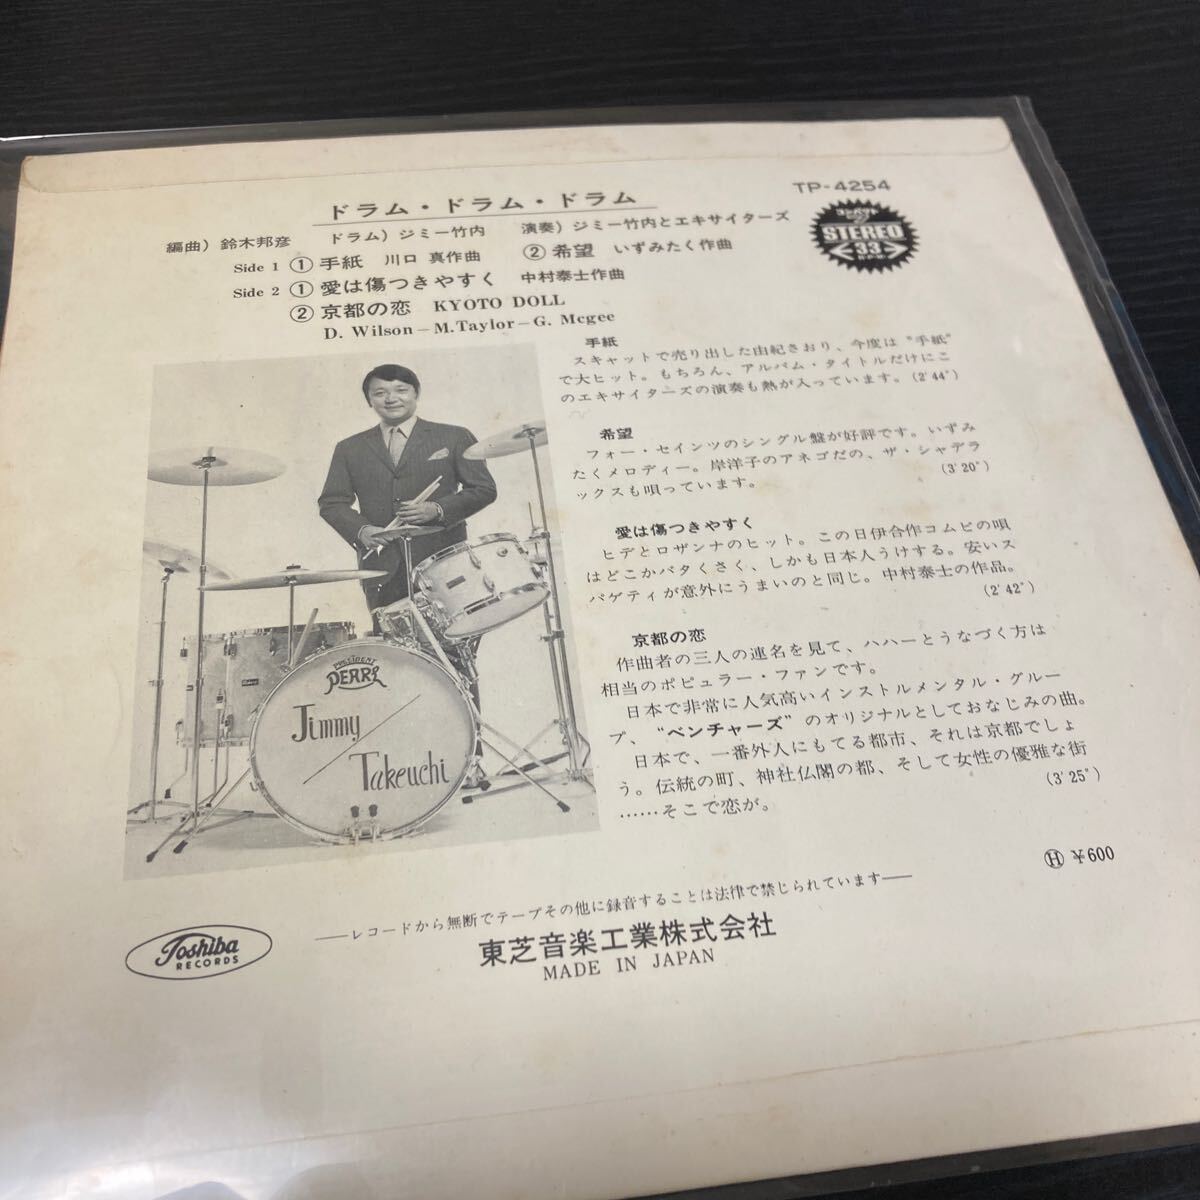 TP-4254
ドラム・ドラム・ドラム
編曲）鈴木邦彦　ドラム）ジミー竹内　演奏）ジミー竹内とエキサイターズ
Side 1 ① 手紙 川口 真作曲　② 希望 いずみたく作曲
Side 2 ① 愛は傷つきやすく 中村泰士作曲
② 京都の恋 KYOTO DOLL
D. Wilson－M.Taylor－G. Mcgee
STEREO
33
手紙
スキャットで売り出した由紀さおり、今度は“手紙”
で大ヒット。もちろん、アルバム・タイトルだけにこ
のエキサイターズの演奏も熱が入っています。(2′44″)
希望
フォー・セインツのシングル盤が好評です。いずみ
たくメロディー。岸洋子のアネゴだの、ザ・シャデラ
ックスも唄っています。
(3′20″)
愛は傷つきやすく
ヒデとロザンナのヒット。この日伊合作コムビの唄
はどこかバタくさく、しかも日本人うけする。安いス
パゲティが意外にうまいのと同じ。中村泰士の作品。
(2′42″)
京都の恋
作曲者の三人の連名を見て、ハハーとうなづく方は
相当のポピュラー・ファンです。
日本で非常に人気高いインストルメンタル・グルー
プ、“ベンチャーズ”のオリジナルとしておなじみの曲。
日本で、一番外人にもてる都市、それは京都でしょ
う。伝統の町、神社仏閣の都、そして女性の優雅な街
……そこで恋が。
(3′25″)
PRESIDENT
PEARL
Jimmy
Takeuchi
Ⓗ ￥600
──レコードから無断でテープその他に録音することは法律で禁じられています──
Toshiba
RECORDS
東芝音楽工業株式会社
MADE IN JAPAN